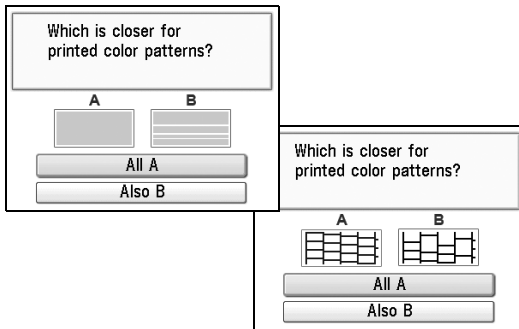 Which is closer for
printed color patterns?
A B
All A
Also B
Which is closer for
printed color patterns?
A B
All A
Also B